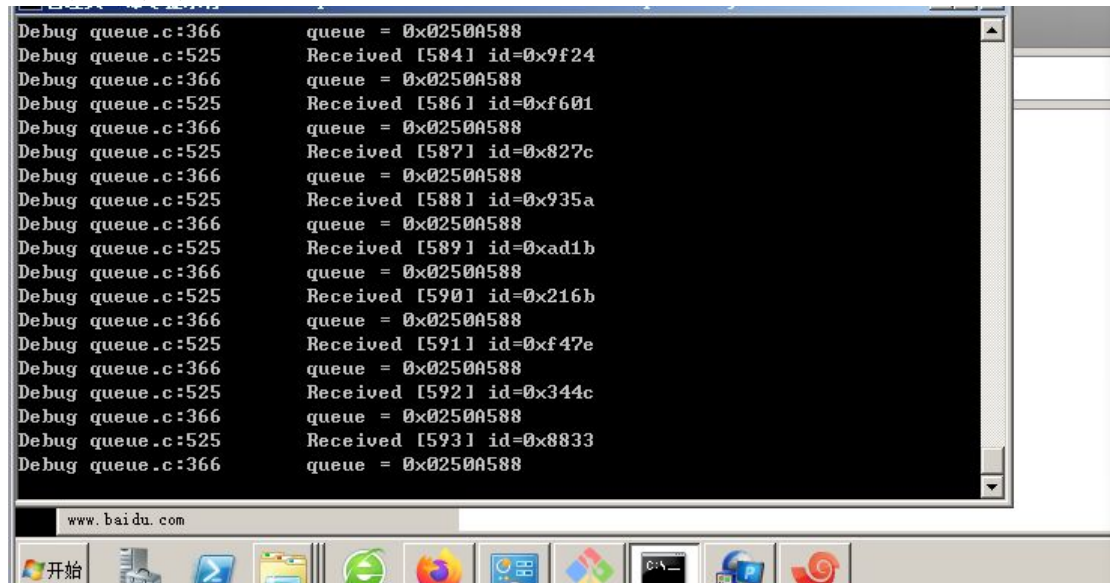 Debug queue.c:366 queue = 0x0250A588
Debug queue.c:525 Received [584] id=0x9f24
Debug queue.c:366 queue = 0x0250A588
Debug queue.c:525 Received [586] id=0xf601
Debug queue.c:366 queue = 0x0250A588
Debug queue.c:525 Received [587] id=0x827c
Debug queue.c:366 queue = 0x0250A588
Debug queue.c:525 Received [588] id=0x935a
Debug queue.c:366 queue = 0x0250A588
Debug queue.c:525 Received [589] id=0xad1b
Debug queue.c:366 queue = 0x0250A588
Debug queue.c:525 Received [590] id=0x216b
Debug queue.c:366 queue = 0x0250A588
Debug queue.c:525 Received [591] id=0xf47e
Debug queue.c:366 queue = 0x0250A588
Debug queue.c:525 Received [592] id=0x344c
Debug queue.c:366 queue = 0x0250A588
Debug queue.c:525 Received [593] id=0x8833
Debug queue.c:366 queue = 0x0250A588
www.baidu.com
开始
C:\_